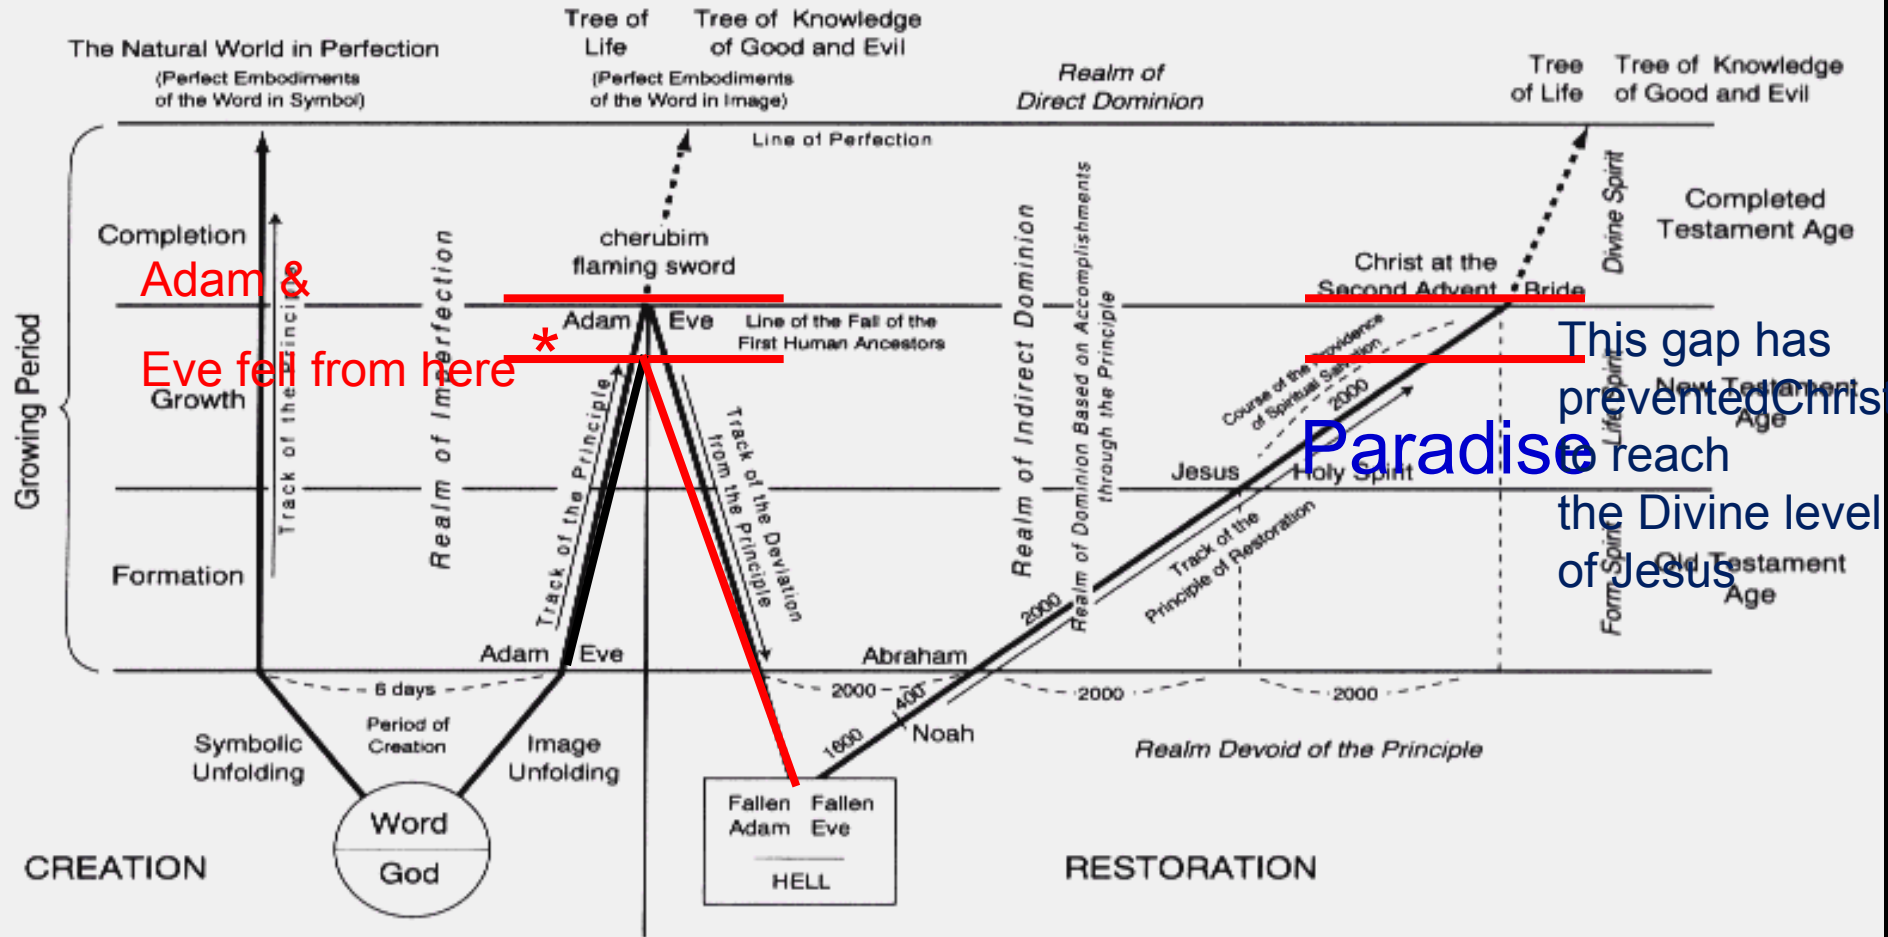 The Natural World in Perfection
(Perfect Embodiments
of the Word in Symbol)
Tree of
Life
Tree of Knowledge
of Good and Evil
(Perfect Embodiments
of the Word in Image)
Realm of
Direct Dominion
Tree
of Life
Tree of Knowledge
of Good and Evil
Line of Perfection
Growing Period
Completion
Growth
Formation
Adam &
Eve fell from here
*
Track of the Principle
Realm of Imperfection
cherubim
flaming sword
Adam
Eve
Line of the Fall of the
First Human Ancestors
Track of the Principle
Track of the Deviation
from the Principle
Realm of Indirect Dominion
Realm of Dominion Based on Accomplishments
through the Principle
Christ at the
Second Advent
Bride
Course of the Providence
of Spiritual Salvation
2000
Jesus
Holy Spirit
Paradise
Track of the
Principle of Restoration
2000
Divine Spirit
Life Spirit
Form Spirit
Completed
Testament Age
New Testament
Age
Old Testament
Age
This gap has
preventedChrist
to reach
the Divine level
of Jesus
Adam
Eve
Abraham
6 days
2000
400
2000
2000
Period of
Creation
Symbolic
Unfolding
Image
Unfolding
1600
Noah
Realm Devoid of the Principle
Word
God
Fallen Fallen
Adam Eve
HELL
CREATION
RESTORATION